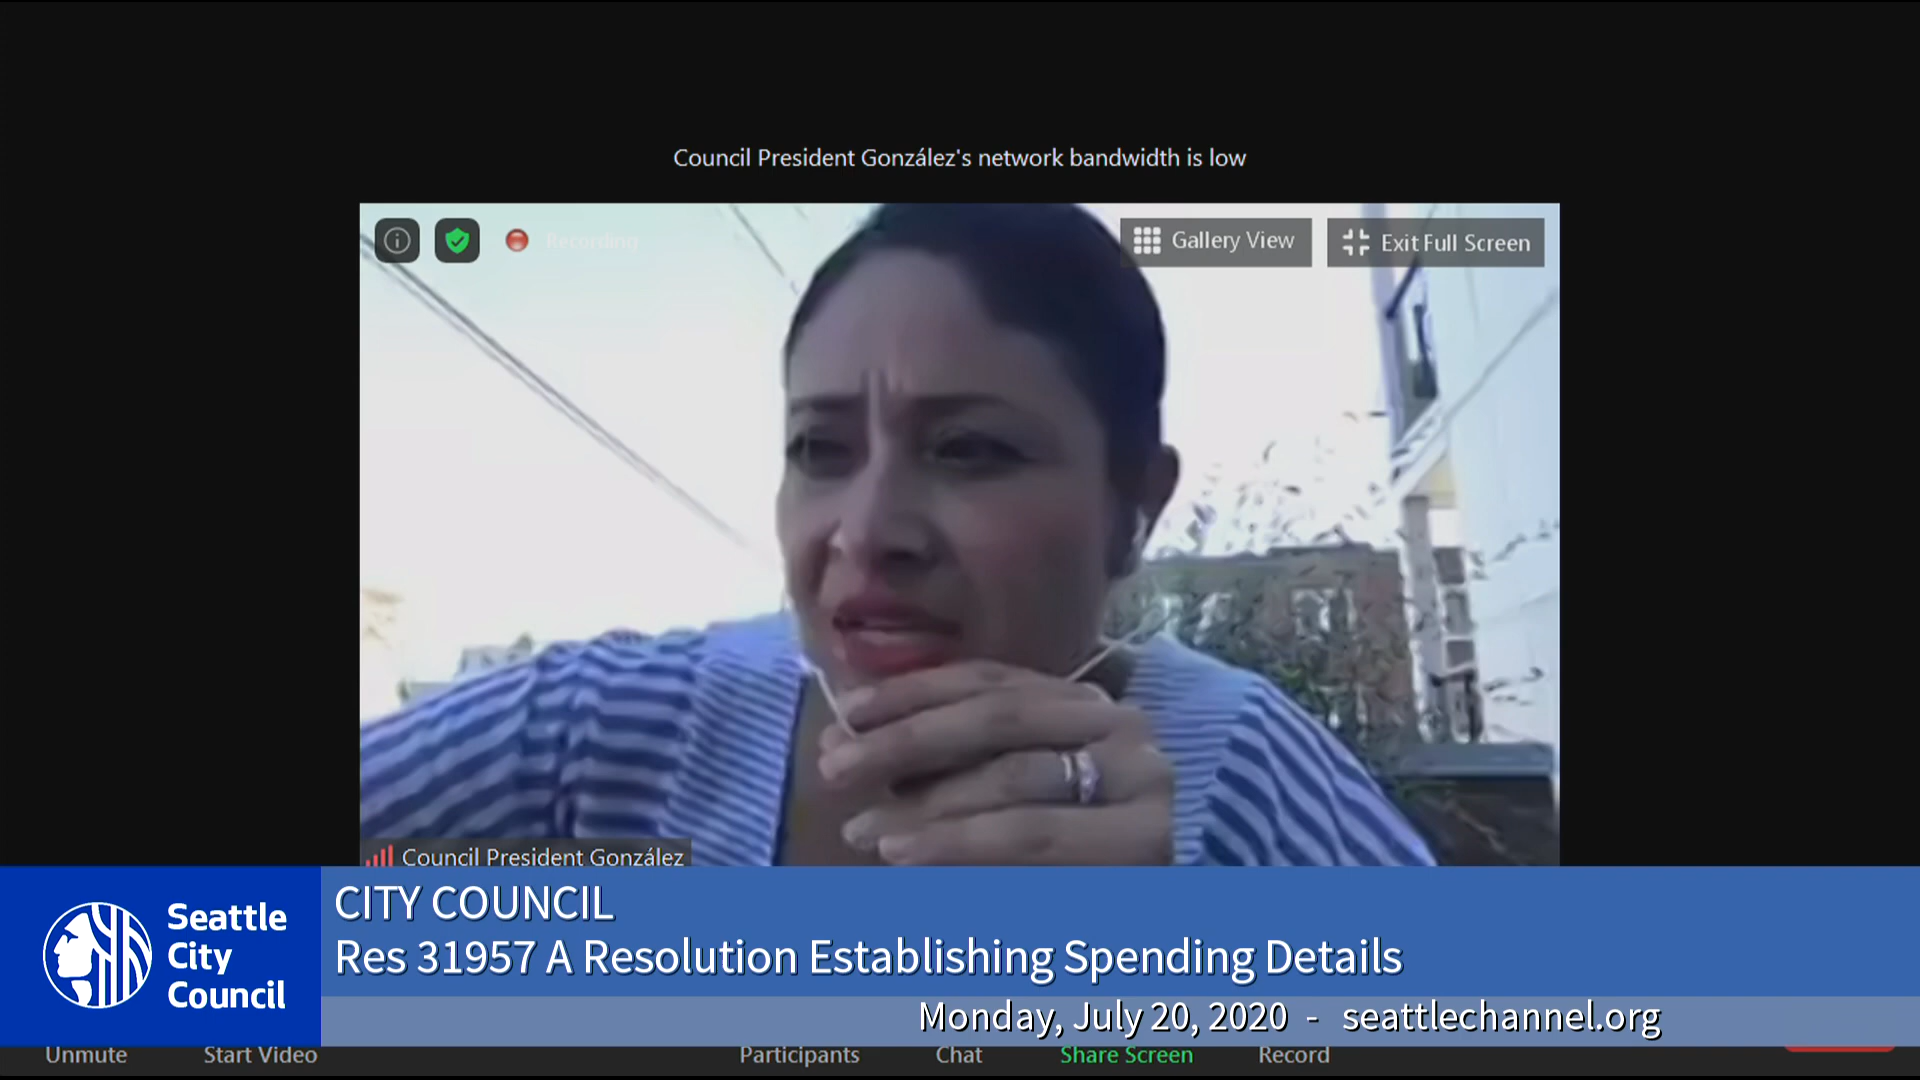 Council President González's network bandwidth is low
Recording
Gallery View
Exit Full Screen
Council President González
Seattle
City
Council
CITY COUNCIL
Res 31957 A Resolution Establishing Spending Details
Monday, July 20, 2020 - seattlechannel.org
Unmute
Start Video
Participants
Chat
Share Screen
Record